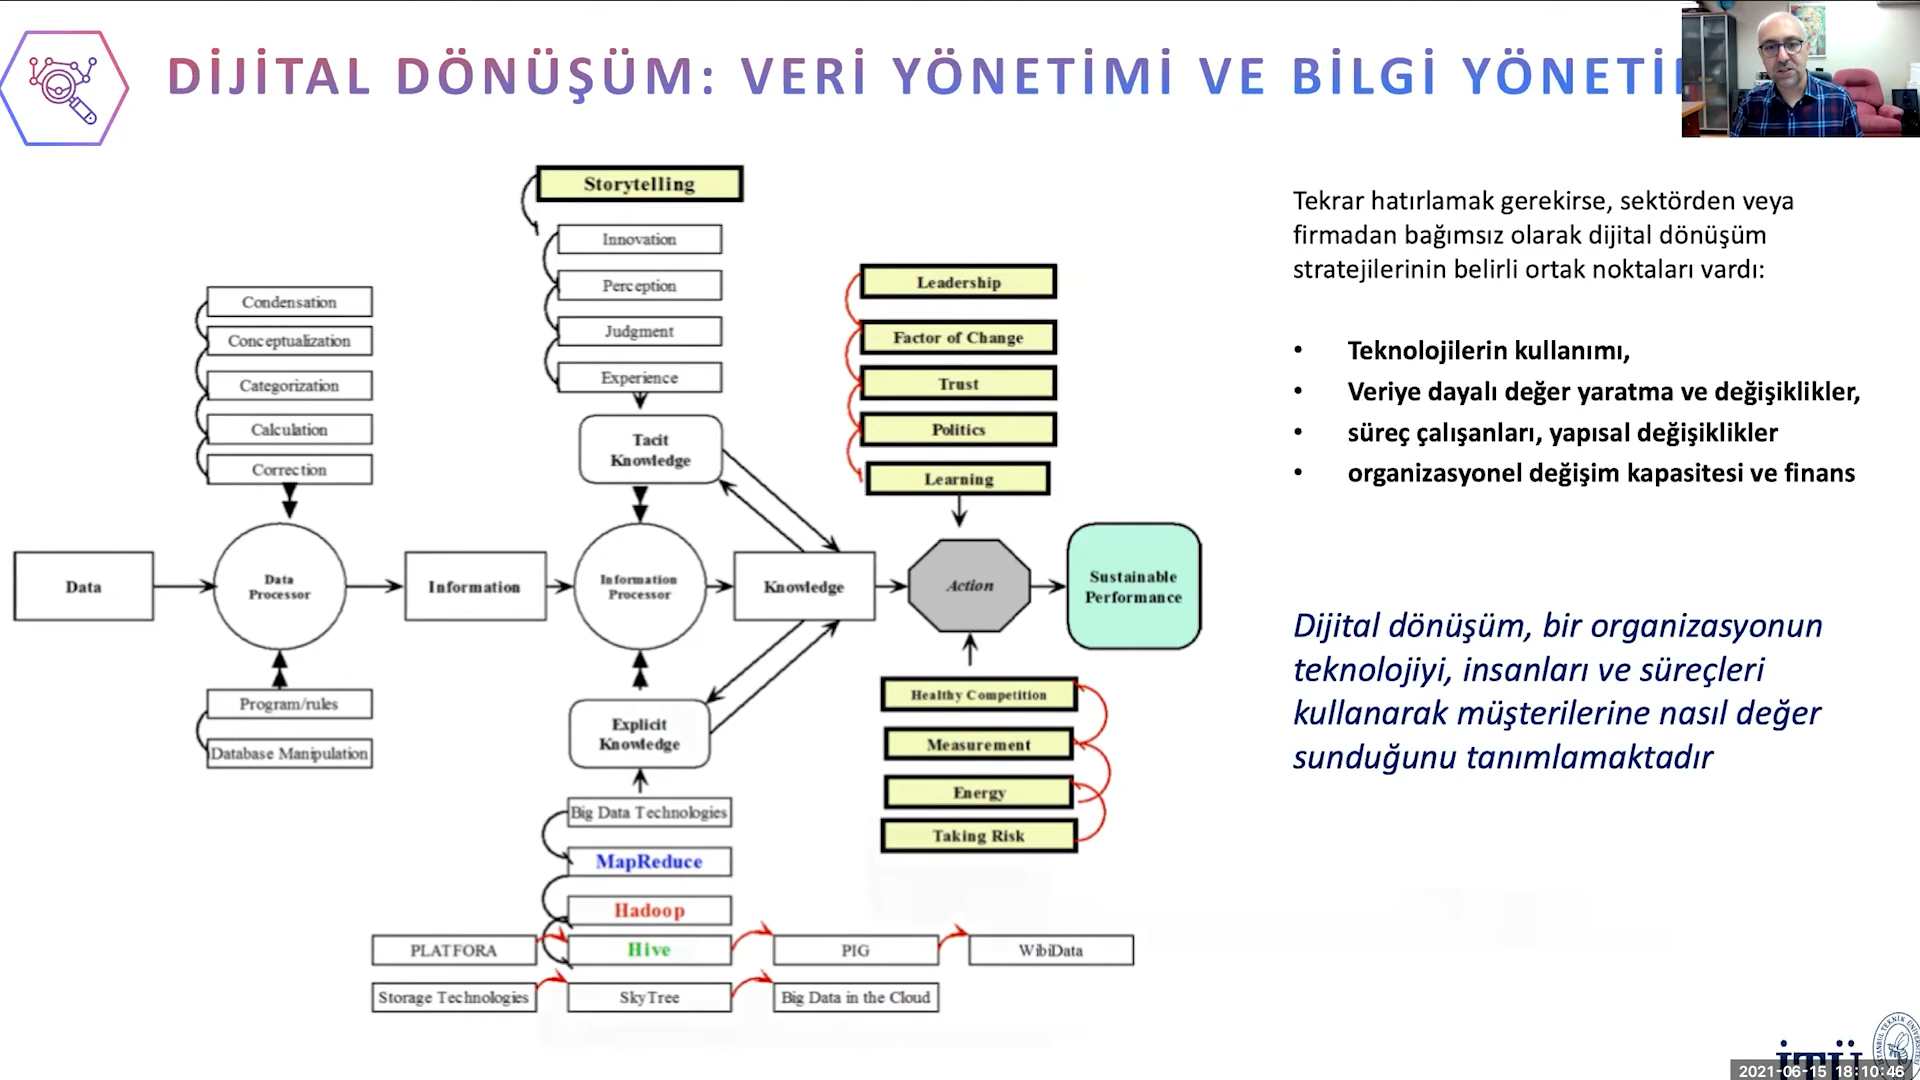 DİJİTAL DÖNÜŞÜM: VERİ YÖNETİMİ VE BİLGİ
Storytelling
Innovation
Perception
Judgment
Experience
Tacit
Knowledge
Condensation
Conceptualization
Categorization
Calculation
Correction
Leadership
Factor of Change
Trust
Politics
Learning
Data
Data
Processor
Information
Information
Processor
Knowledge
Action
Sustainable
Performance
Program/rules
Database Manipulation
Explicit
Knowledge
Healthy Competition
Measurement
Energy
Taking Risk
Big Data Technologies
MapReduce
Hadoop
PLATFORA
Hive
PIG
WibiData
Storage Technologies
SkyTree
Big Data in the Cloud
Tekrar hatırlamak gerekirse, sektörden veya
firmadan bağımsız olarak dijital dönüşüm
stratejilerinin belirli ortak noktaları vardı:
• Teknolojilerin kullanımı,
• Veriye dayalı değer yaratma ve değişiklikler,
• süreç çalışanları, yapısal değişiklikler
• organizasyonel değişim kapasitesi ve finans
Dijital dönüşüm, bir organizasyonun
teknolojiyi, insanları ve süreçleri
kullanarak müşterilerine nasıl değer
sunduğunu tanımlamaktadır
İTÜ
2021-06-15 18:10:46